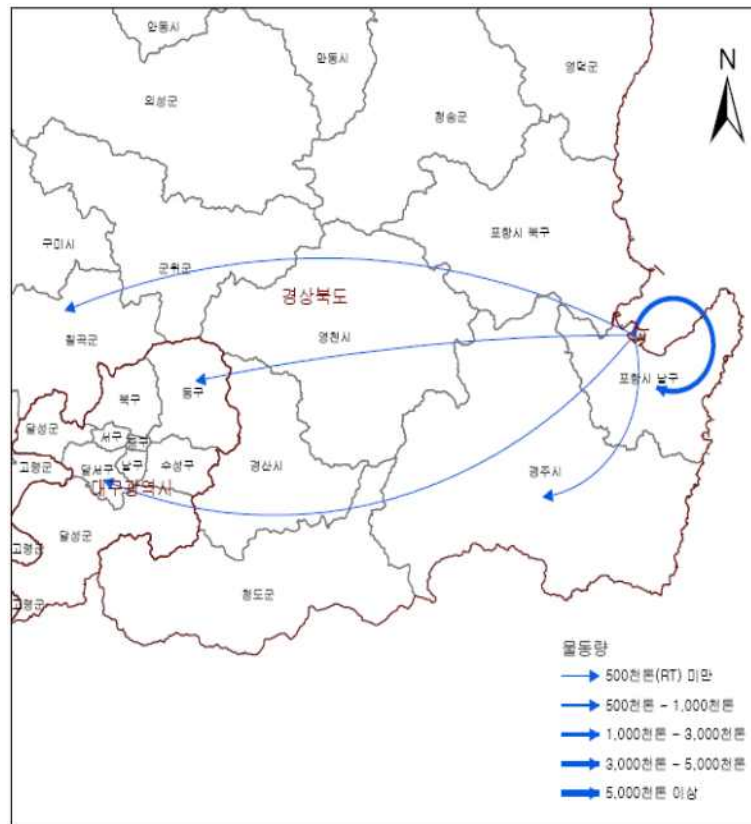 안동시
안동시
영덕군
의성군
청송군
N
구미시
포항시 북구
군위군
경상북도
칠곡군
영천시
포항시 남구
동구
북구
달성군
서구
중구
고령군
달서구
남구
수성구
경산시
대구광역시
경주시
달성군
고령군
청도군
고령군
물동량
500천톤(RT) 미만
500천톤 - 1,000천톤
1,000천톤 - 3,000천톤
3,000천톤 - 5,000천톤
5,000천톤 이상